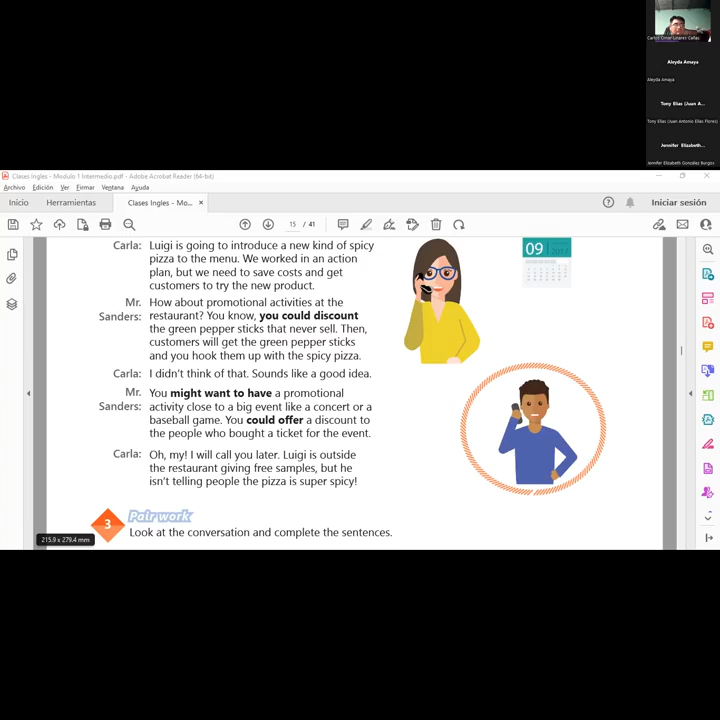 Carlos Omar Linares Cañas
Aleyda Amaya
Aleyda Amaya
Tony Elias (Juan A...
Tony Elias (Juan Antonio Elias Flores)
Jennifer Elizabeth...
Jennifer Elizabeth González Burgos
Clases Ingles - Modulo 1 Intermedio.pdf - Adobe Acrobat Reader (64-bit)
Archivo Edición Ver Firmar Ventana Ayuda
Inicio Herramientas Clases Ingles - Mo... × Iniciar sesión
15 / 41
Carla: Luigi is going to introduce a new kind of spicy
pizza to the menu. We worked in an action
plan, but we need to save costs and get
customers to try the new product.
Mr. How about promotional activities at the
Sanders: restaurant? You know, you could discount
the green pepper sticks that never sell. Then,
customers will get the green pepper sticks
and you hook them up with the spicy pizza.
Carla: I didn't think of that. Sounds like a good idea.
Mr. You might want to have a promotional
Sanders: activity close to a big event like a concert or a
baseball game. You could offer a discount to
the people who bought a ticket for the event.
Carla: Oh, my! I will call you later. Luigi is outside
the restaurant giving free samples, but he
isn't telling people the pizza is super spicy!
09
3 Pair work
Look at the conversation and complete the sentences.
215.9 x 279.4 mm